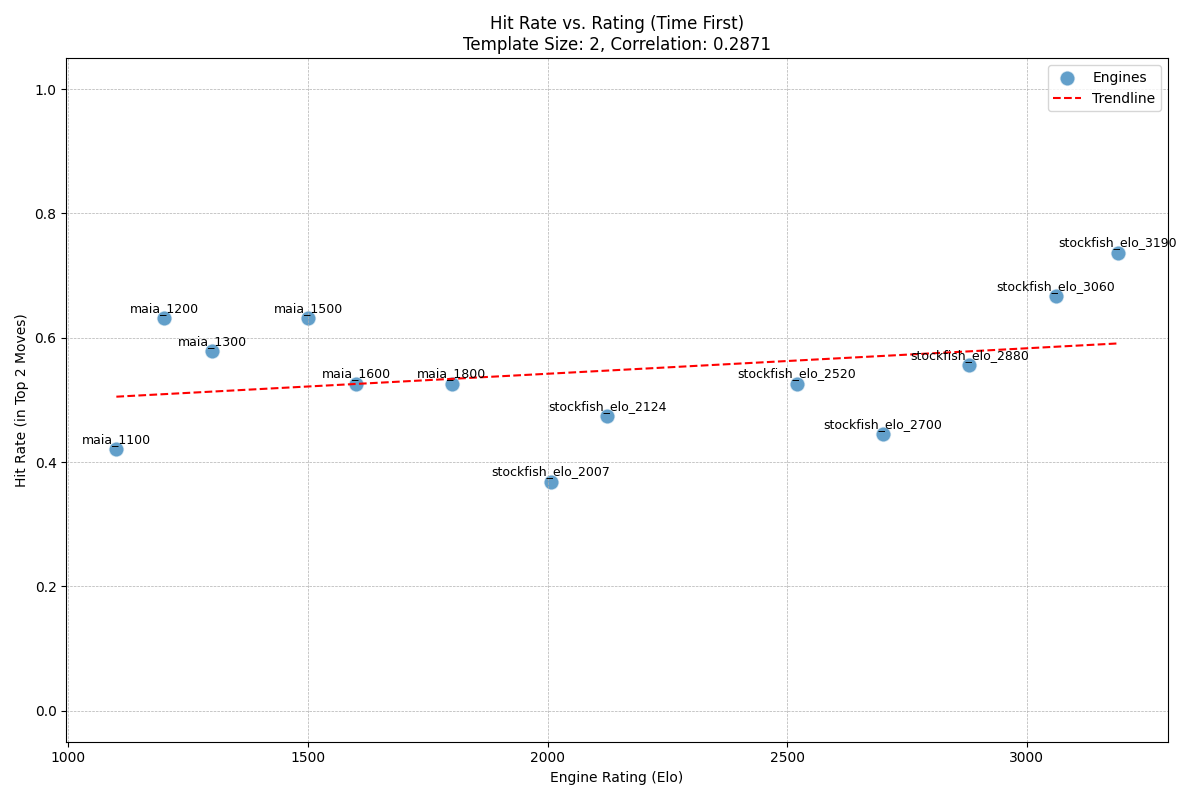 Hit Rate vs. Rating (Time First)
Template Size: 2, Correlation: 0.2871
Engines
Trendline
1.0
0.8
0.6
0.4
0.2
0.0
Hit Rate (in Top 2 Moves)
stockfish_elo_3190
stockfish_elo_3060
maia_1200
maia_1500
maia_1300
stockfish_elo_2880
maia_1600
maia_1800
stockfish_elo_2520
stockfish_elo_2124
stockfish_elo_2700
maia_1100
stockfish_elo_2007
1000
1500
2000
2500
3000
Engine Rating (Elo)